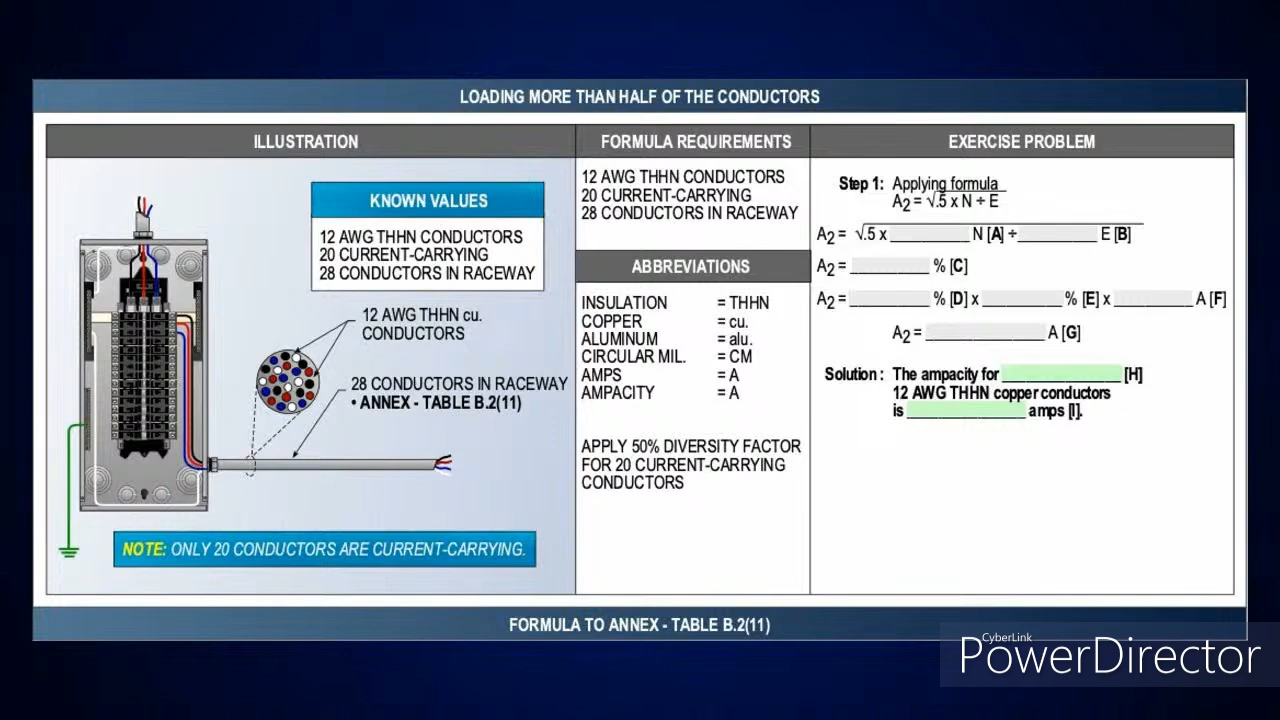 LOADING MORE THAN HALF OF THE CONDUCTORS
ILLUSTRATION
KNOWN VALUES
12 AWG THHN CONDUCTORS
20 CURRENT-CARRYING
28 CONDUCTORS IN RACEWAY
12 AWG THHN cu.
CONDUCTORS
28 CONDUCTORS IN RACEWAY
• ANNEX - TABLE B.2(11)
NOTE: ONLY 20 CONDUCTORS ARE CURRENT-CARRYING.
FORMULA REQUIREMENTS
12 AWG THHN CONDUCTORS
20 CURRENT-CARRYING
28 CONDUCTORS IN RACEWAY
ABBREVIATIONS
INSULATION = THHN
COPPER = cu.
ALUMINUM = alu.
CIRCULAR MIL. = CM
AMPS = A
AMPACITY = A
APPLY 50% DIVERSITY FACTOR
FOR 20 CURRENT-CARRYING
CONDUCTORS
EXERCISE PROBLEM
Step 1: Applying formula
A2 = √.5 x N ÷ E
A2 = √.5 x __________ N [A] ÷ __________ E [B]
A2 = __________ % [C]
A2 = __________ % [D] x __________ % [E] x __________ A [F]
A2 = _______________ A [G]
Solution: The ampacity for _______________ [H]
12 AWG THHN copper conductors
is _______________ amps [I].
FORMULA TO ANNEX - TABLE B.2(11)
CyberLink
PowerDirector